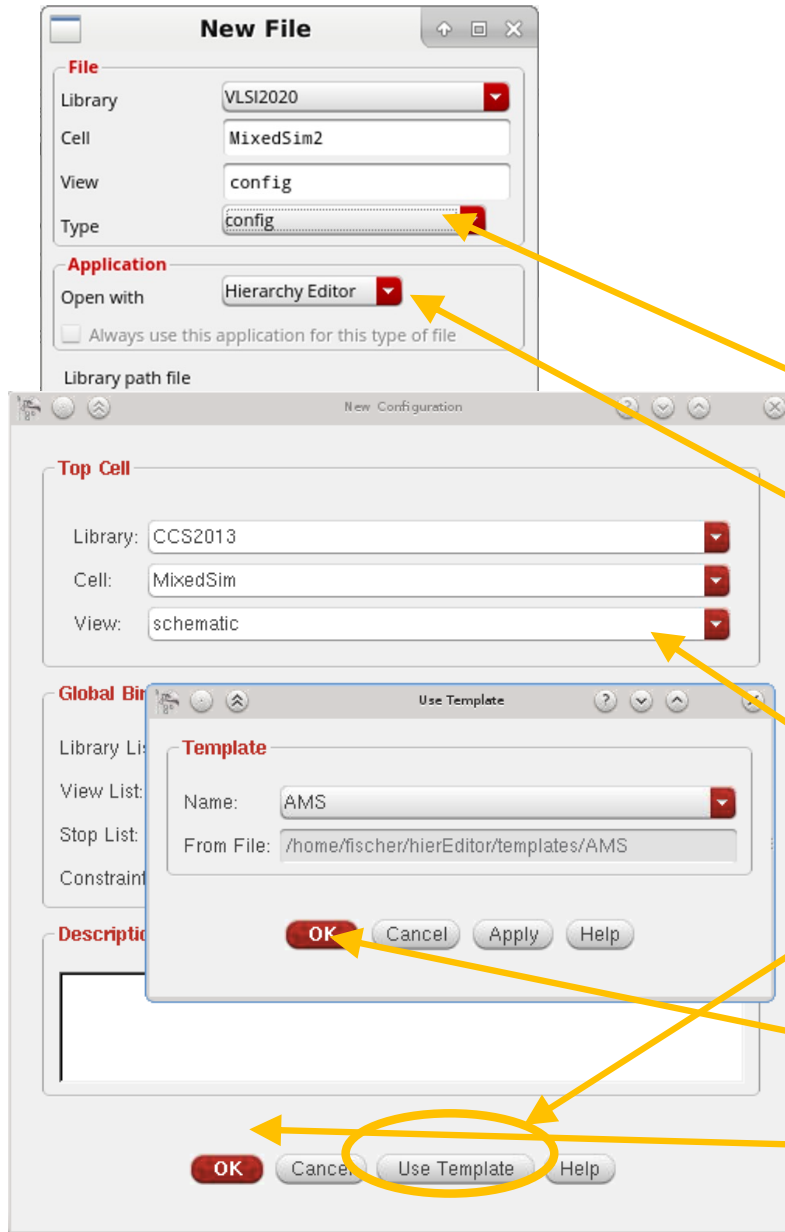 New File
File
Library VLSI2020
Cell MixedSim2
View config
Type config
Application
Open with Hierarchy Editor
Always use this application for this type of file
Library path file
New Configuration
Top Cell
Library: CCS2013
Cell: MixedSim
View: schematic
Global Bin
Use Template
Library Lis
Template
View List:
Name: AMS
Stop List:
From File: /home/fischer/hierEditor/templates/AMS
Constraint
OK Cancel Apply Help
Descriptio
OK Cancel Use Template Help